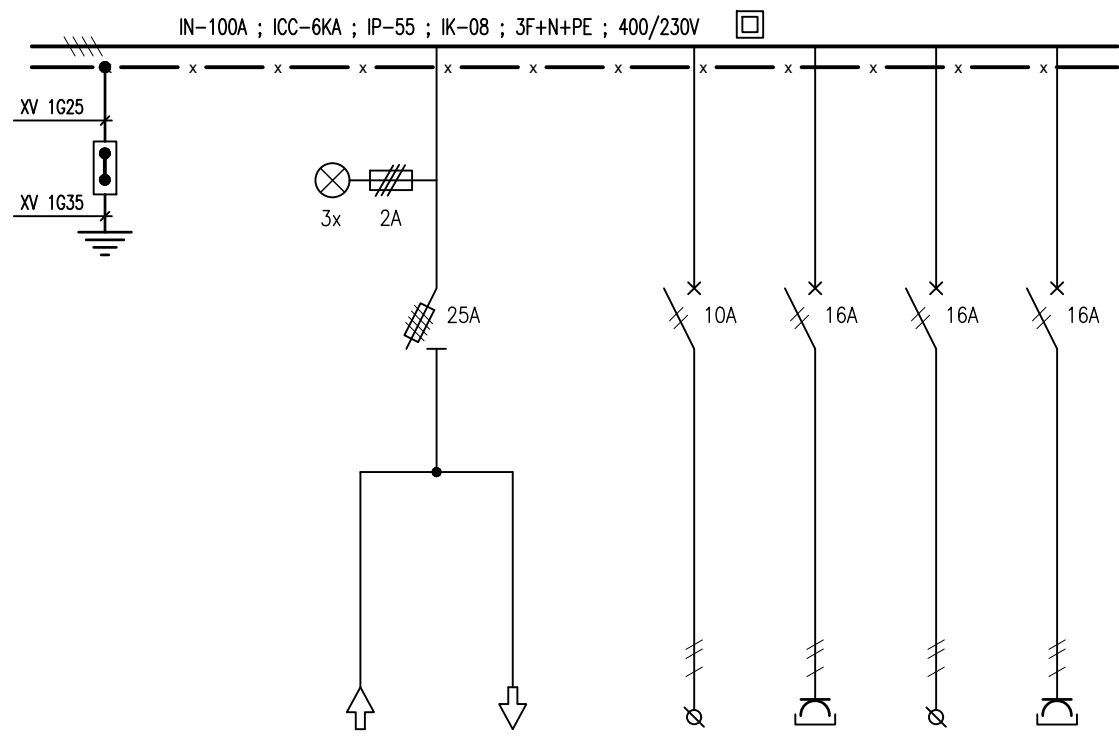 IN-100A ; ICC-6KA ; IP-55 ; IK-08 ; 3F+N+PE ; 400/230V
x x x x x x x x x x x
XV 1G25
XV 1G35
3x 2A
25A 10A 16A 16A 16A